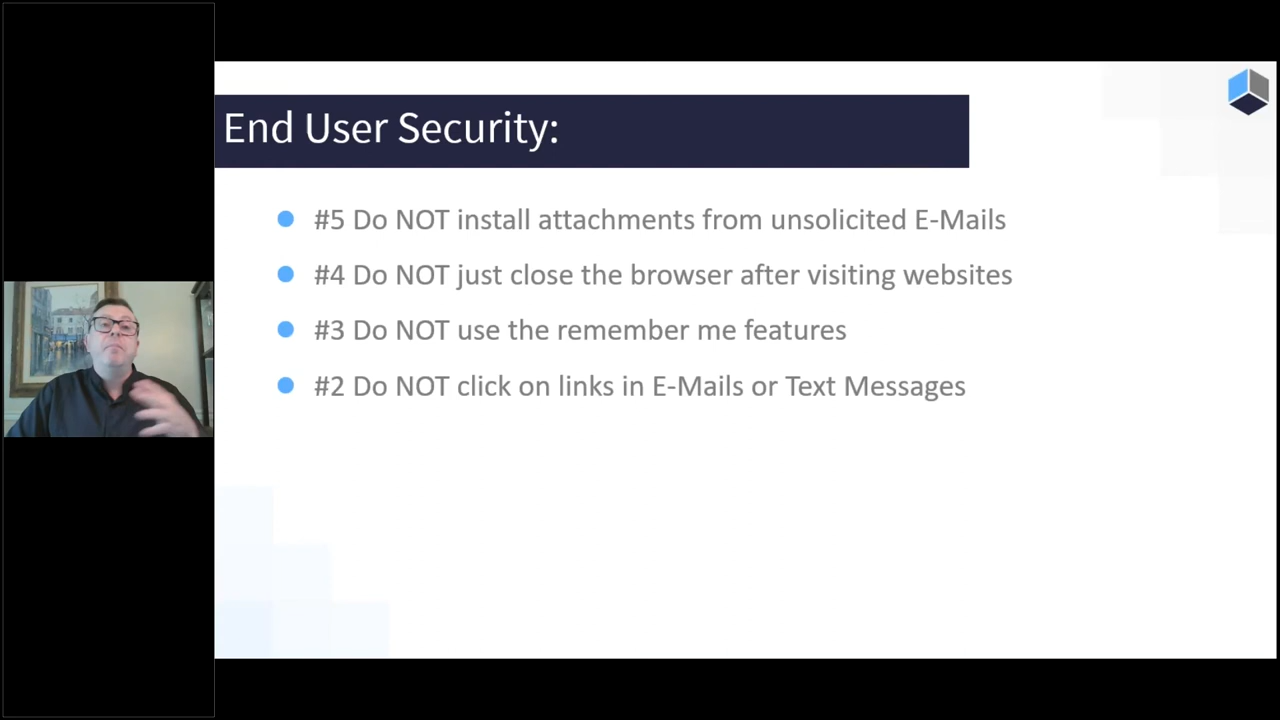 End User Security:
#5 Do NOT install attachments from unsolicited E-Mails
#4 Do NOT just close the browser after visiting websites
#3 Do NOT use the remember me features
#2 Do NOT click on links in E-Mails or Text Messages